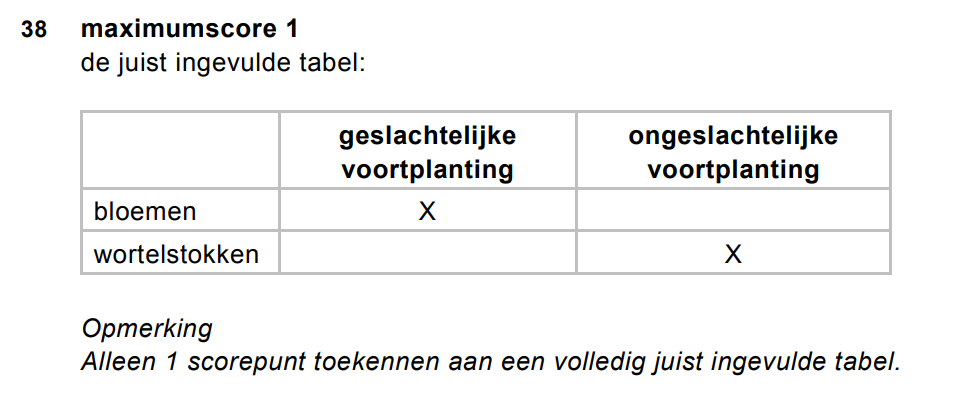 38 maximumscore 1
de juist ingevulde tabel:
geslachtelijke voortplanting
ongeslachtelijke voortplanting
bloemen X
wortelstokken X
Opmerking
Alleen 1 scorepunt toekennen aan een volledig juist ingevulde tabel.